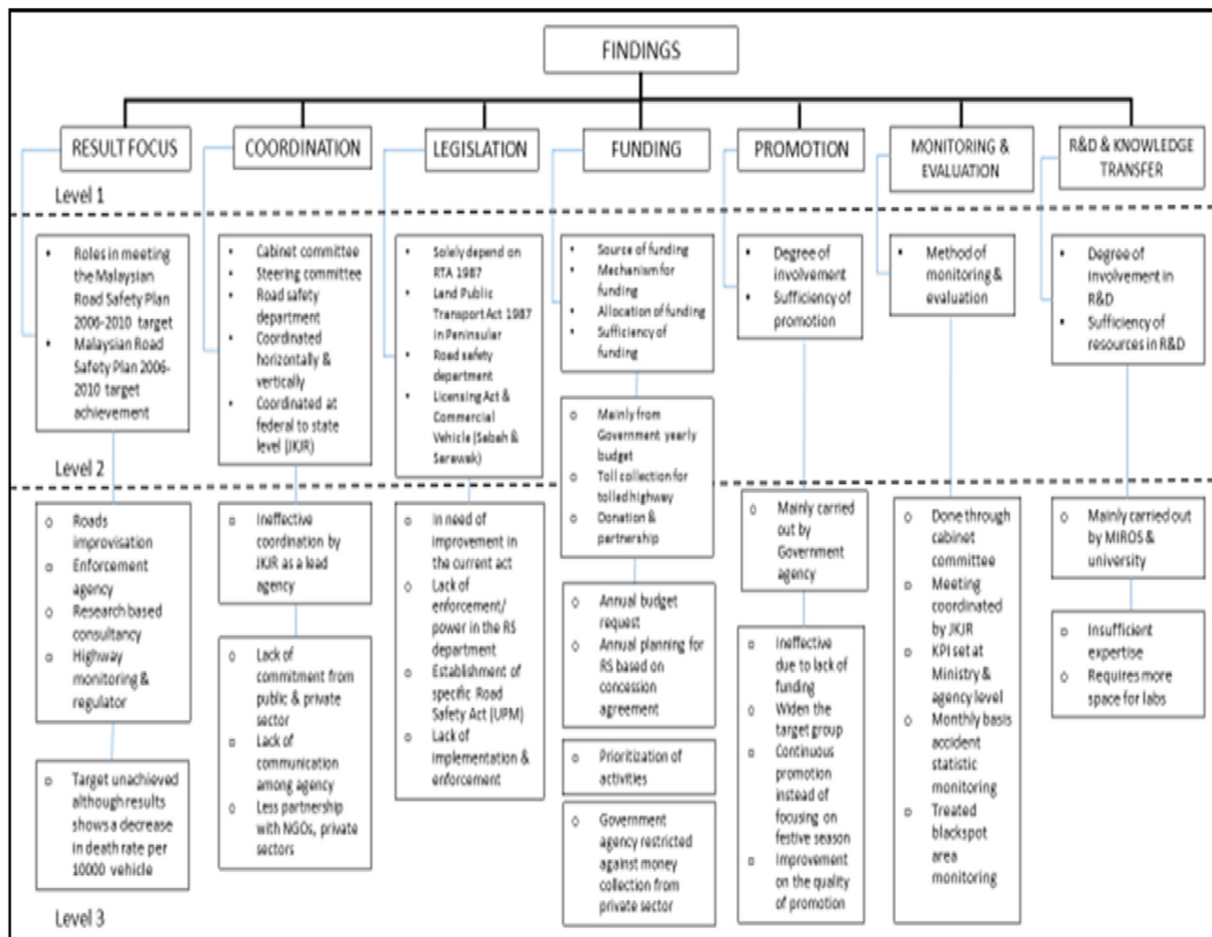 FINDINGS
RESULT FOCUS
COORDINATION
LEGISLATION
FUNDING
PROMOTION
MONITORING &
EVALUATION
R&D & KNOWLEDGE
TRANSFER
Level 1
Roles in meeting
the Malaysian
Road Safety Plan
2006-2010 target
Malaysian Road
Safety Plan 2006-
2010 target
achievement
Cabinet committee
Steering committee
Road safety
department
Coordinated
horizontally &
vertically
Coordinated at
federal to state
level (JKJR)
Solely depend on
RTA 1987
Land Public
Transport Act 1987
in Peninsular
Road safety
department
Licensing Act &
Commercial
Vehicle (Sabah &
Sarawak)
Source of funding
Mechanism for
funding
Allocation of funding
Sufficiency of
funding
Degree of
involvement
Sufficiency of
promotion
Method of
monitoring &
evaluation
Degree of
involvement in
R&D
Sufficiency of
resources in R&D
Level 2
Mainly from
Government yearly
budget
Toll collection for
tolled highway
Donation &
partnership
Roads
improvisation
Enforcement
agency
Research based
consultancy
Highway
monitoring &
regulator
Target unachieved
although results
shows a decrease
in death rate per
10000 vehicle
Ineffective
coordination by
JKJR as a lead
agency
Lack of
commitment from
public & private
sector
Lack of
communication
among agency
Less partnership
with NGOs, private
sectors
In need of
improvement in
the current act
Lack of
enforcement/
power in the RS
department
Establishment of
specific Road
Safety Act (UPM)
Lack of
implementation &
enforcement
Annual budget
request
Annual planning for
RS based on
concession
agreement
Prioritization of
activities
Government
agency restricted
against money
collection from
private sector
Mainly carried
out by
Government
agency
Ineffective
due to lack of
funding
Widen the
target group
Continuous
promotion
instead of
focusing on
festive season
Improvement
on the quality
of promotion
Done through
cabinet
committee
Meeting
coordinated
by JKJR
KPI set at
Ministry &
agency level
Monthly basis
accident
statistic
monitoring
Treated
blackspot
area
monitoring
Mainly carried out
by MIROS &
university
Insufficient
expertise
Requires more
space for labs
Level 3